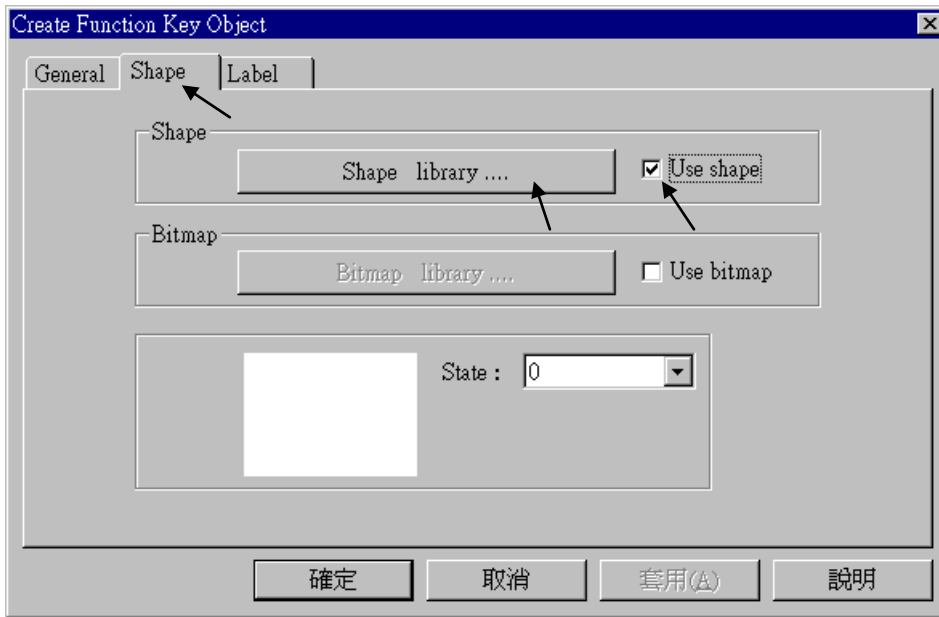 Create Function Key Object
General Shape Label
Shape
Shape library .... Use shape
Bitmap
Bitmap library .... Use bitmap
State : 0
確定 取消 套用(A) 說明